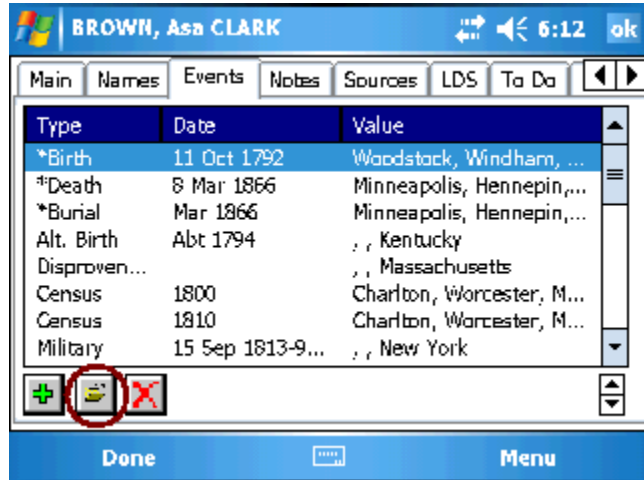 BROWN, Asa CLARK 6:12 ok
Main Names Events Notes Sources LDS To Do
Type Date Value
*Birth 11 Oct 1792 Woodstock, Windham, ...
*Death 8 Mar 1866 Minneapolis, Hennepin,...
*Burial Mar 1866 Minneapolis, Hennepin,...
Alt. Birth Abt 1794 , , Kentucky
Disproven... , , Massachusetts
Census 1800 Charlton, Worcester, M...
Census 1810 Charlton, Worcester, M...
Military 15 Sep 1813-9... , , New York
Done Menu